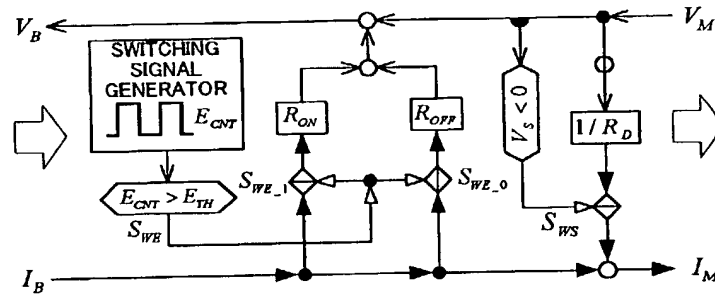 V_B
V_M
SWITCHING
SIGNAL
GENERATOR
E_CNT
R_ON
R_OFF
V_S < 0
1 / R_D
E_CNT > E_TH
S_WE_1
S_WE_0
S_WE
S_WS
I_B
I_M